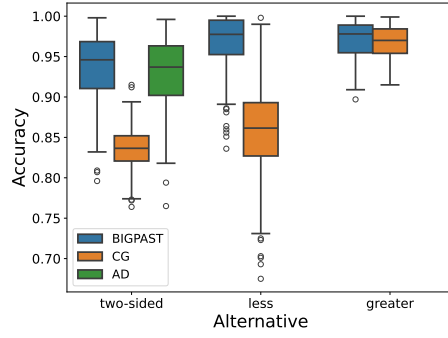 1.00
0.95
0.90
0.85
0.80
0.75
0.70
Accuracy
BIGPAST
CG
AD
two-sided less greater
Alternative